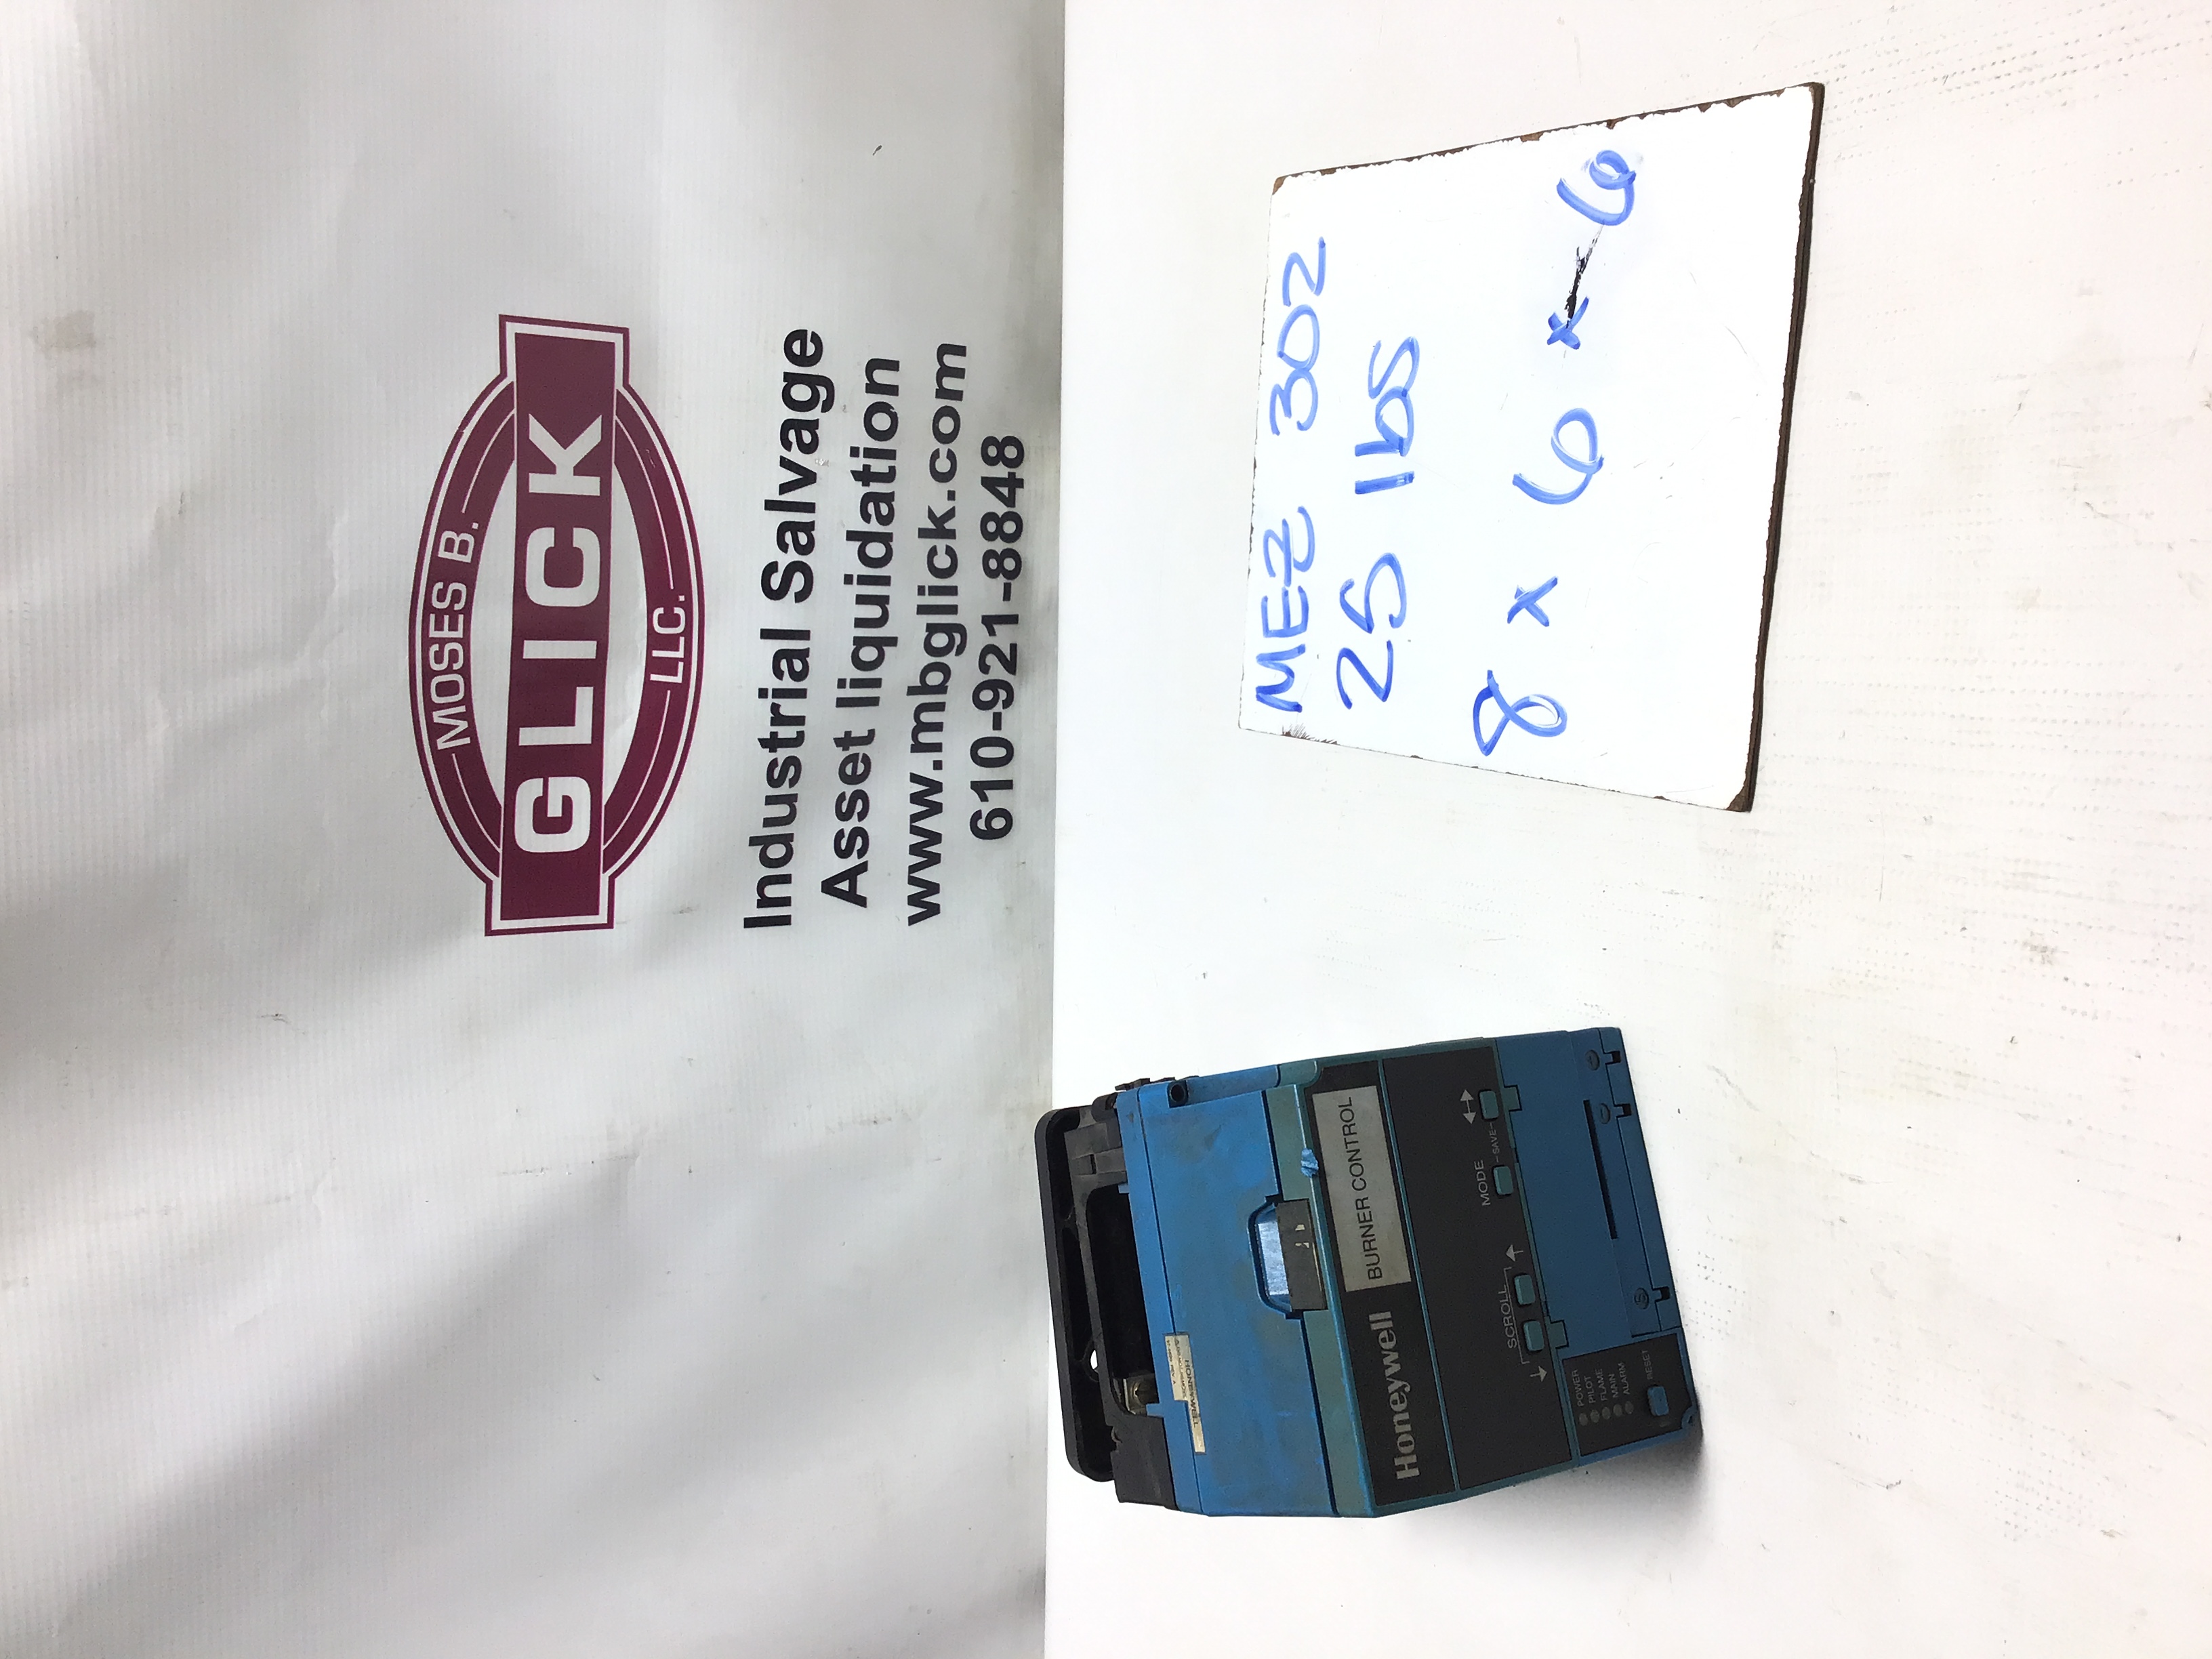 MOSES B.
GLICK
LLC.
Industrial Salvage
Asset liquidation
www.mbglick.com
610-921-8848
MEZ 302
25 lbs
8 x 6 x 6
HONEYWELL
Honeywell
BURNER CONTROL
SCROLL
MODE
-SAVE-
POWER
PILOT
FLAME
MAIN
ALARM
RESET